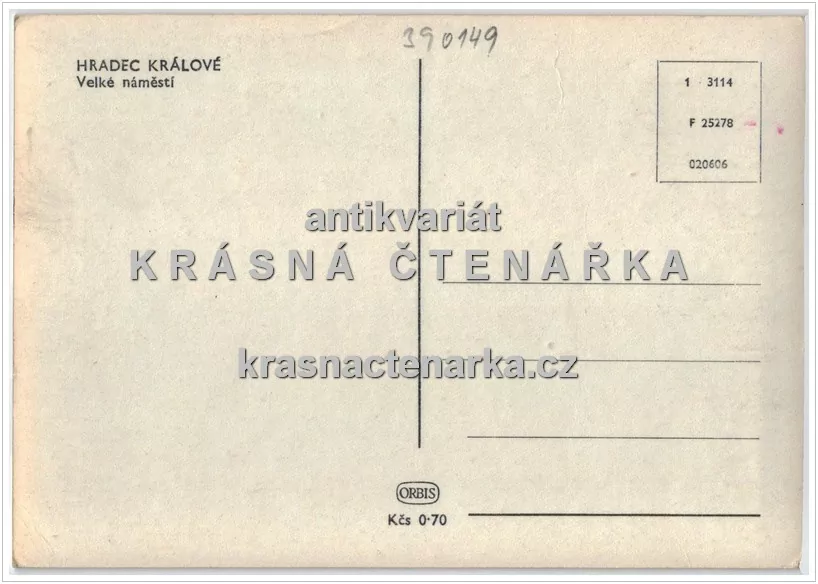 390149
HRADEC KRÁLOVÉ
Velké náměstí
1 3114
F 25278
020606
antikvariát
KRÁSNÁ ČTENÁŘKA
krasnactenarka.cz
ORBIS
Kčs 0·70